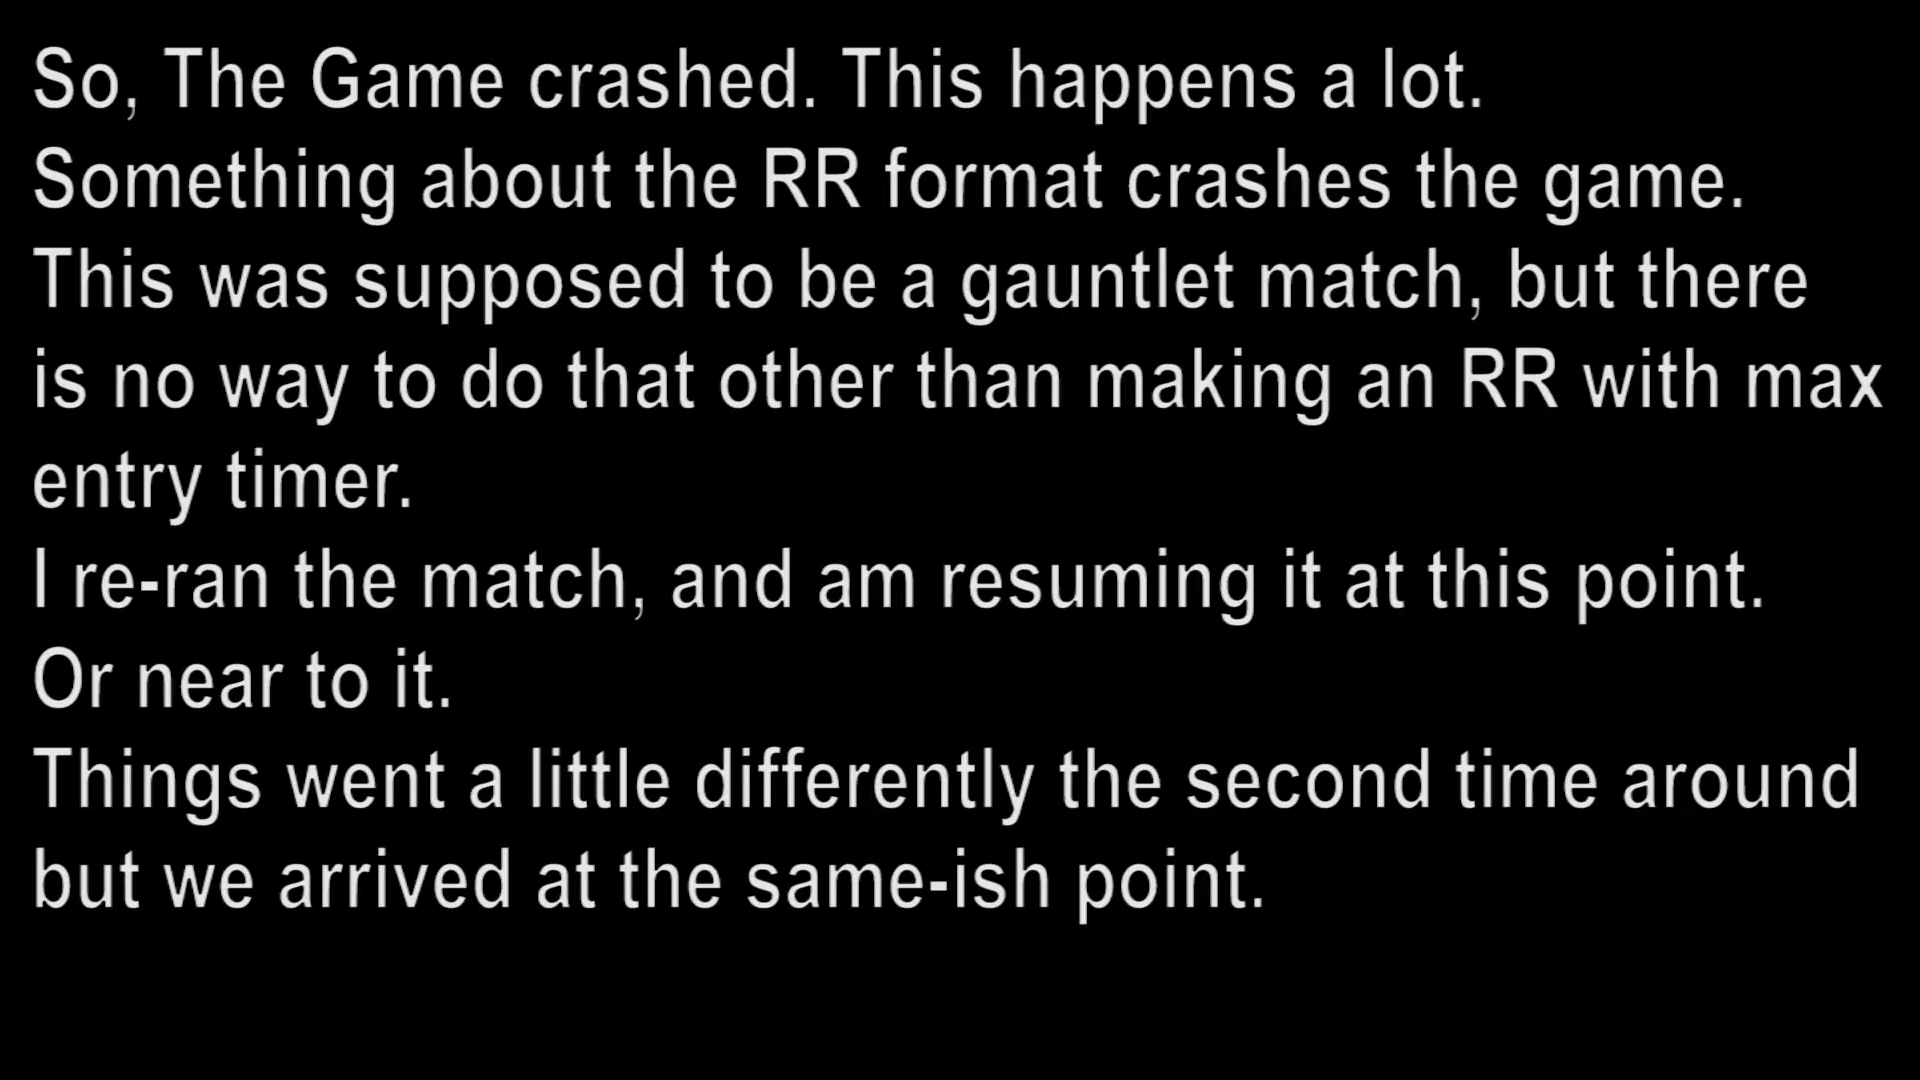 So, The Game crashed. This happens a lot.
Something about the RR format crashes the game.
This was supposed to be a gauntlet match, but there
is no way to do that other than making an RR with max
entry timer.
I re-ran the match, and am resuming it at this point.
Or near to it.
Things went a little differently the second time around
but we arrived at the same-ish point.